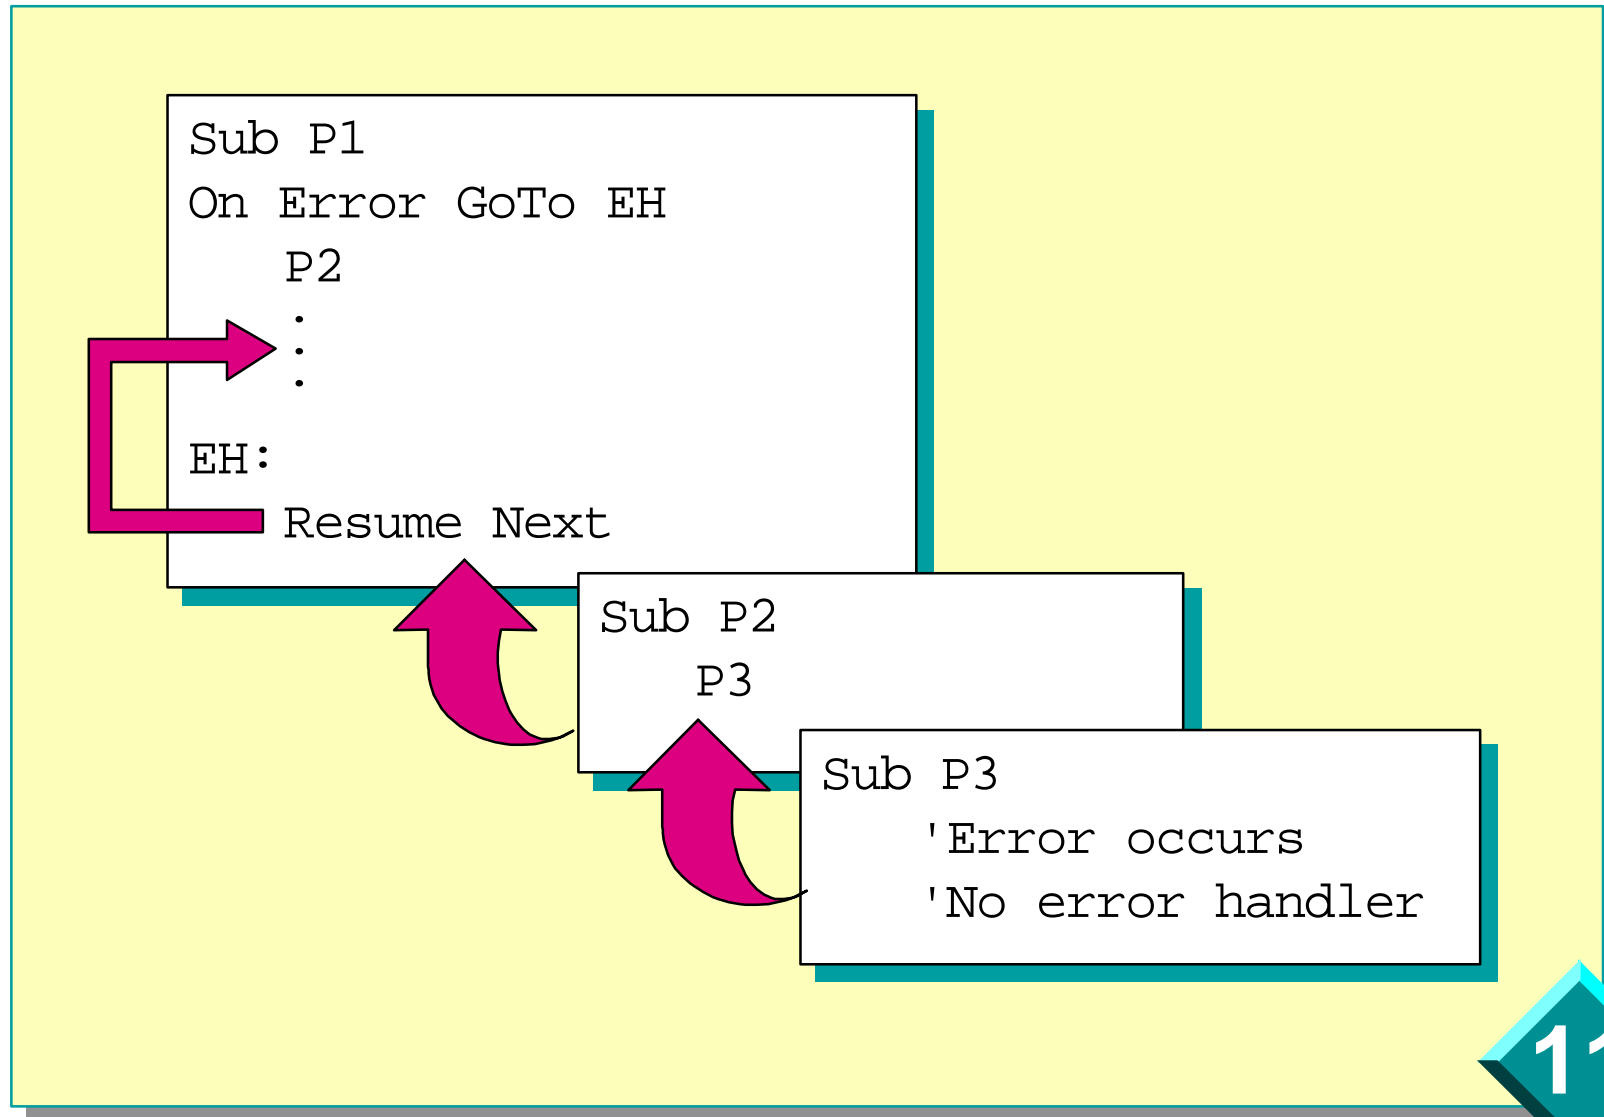 Sub P1
On Error GoTo EH
P2
.
.
.
EH:
Resume Next
Sub P2
P3
Sub P3
'Error occurs
'No error handler